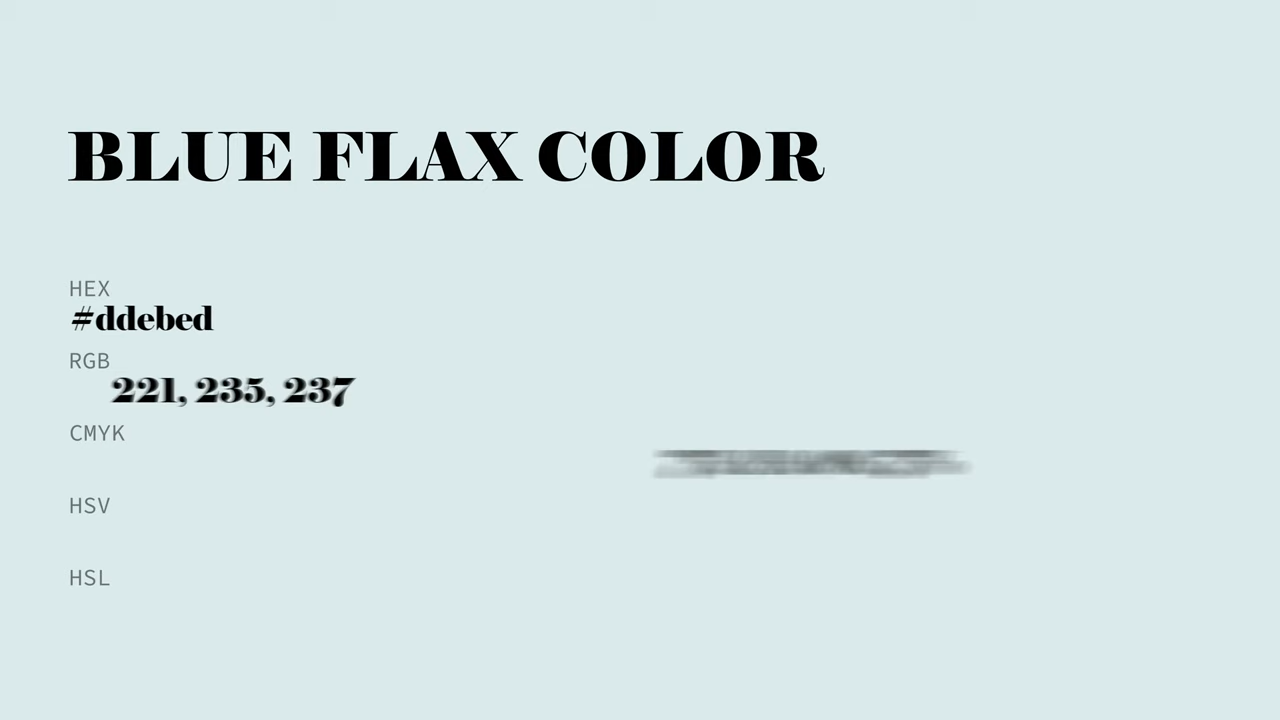 BLUE FLAX COLOR
HEX
#ddebed
RGB
221, 235, 237
CMYK
HSV
HSL